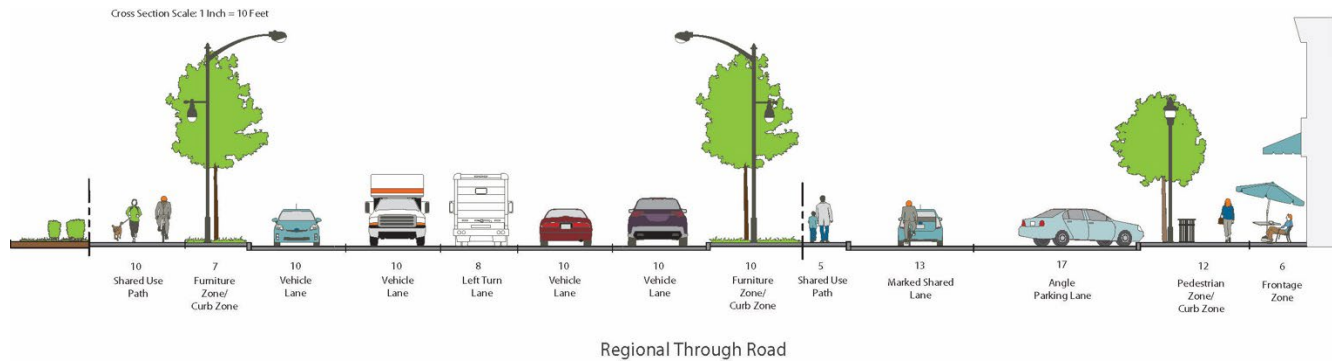 Cross Section Scale: 1 Inch = 10 Feet
10
Shared Use
Path
7
Furniture
Zone/
Curb Zone
10
Vehicle
Lane
10
Vehicle
Lane
8
Left Turn
Lane
10
Vehicle
Lane
10
Vehicle
Lane
10
Furniture
Zone/
Curb Zone
5
Shared Use
Path
13
Marked Shared
Lane
17
Angle
Parking Lane
12
Pedestrian
Zone/
Curb Zone
6
Frontage
Zone
Regional Through Road